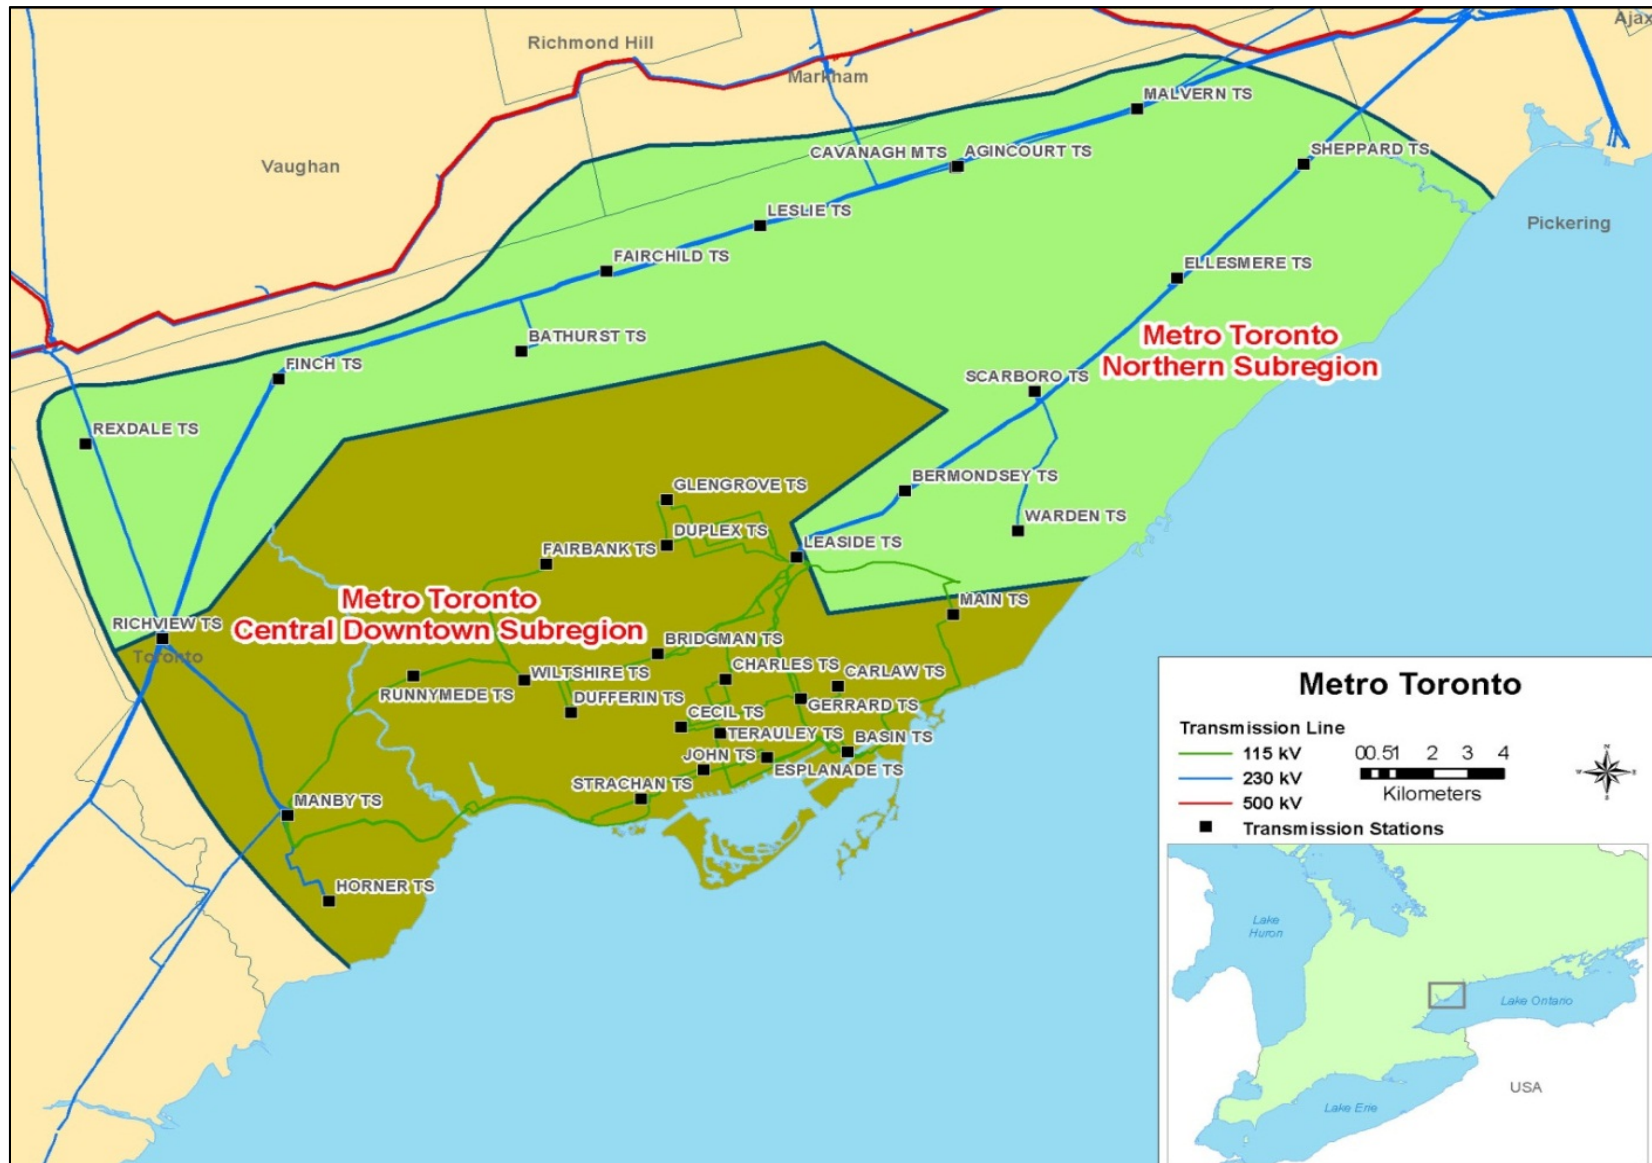 Ajax
Richmond Hill
Markham
MALVERN TS
CAVANAGH MTS
AGINCOURT TS
SHEPPARD TS
Vaughan
LESLIE TS
Pickering
FAIRCHILD TS
ELLESMERE TS
BATHURST TS
Metro Toronto
Northern Subregion
FINCH TS
SCARBORO TS
REXDALE TS
BERMONDSEY TS
GLENGROVE TS
WARDEN TS
DUPLEX TS
LEASIDE TS
FAIRBANK TS
Metro Toronto
Central Downtown Subregion
MAIN TS
RICHVIEW TS
Toronto
BRIDGMAN TS
CHARLES TS
CARLAW TS
WILTSHIRE TS
RUNNYMEDE TS
DUFFERIN TS
GERRARD TS
CECIL TS
TERAULEY TS
BASIN TS
JOHN TS
ESPLANADE TS
STRACHAN TS
MANBY TS
HORNER TS
Metro Toronto
Transmission Line
115 kV
230 kV
500 kV
Transmission Stations
00.51 2 3 4
Kilometers
N
W E
S
Lake
Huron
Lake Ontario
USA
Lake Erie